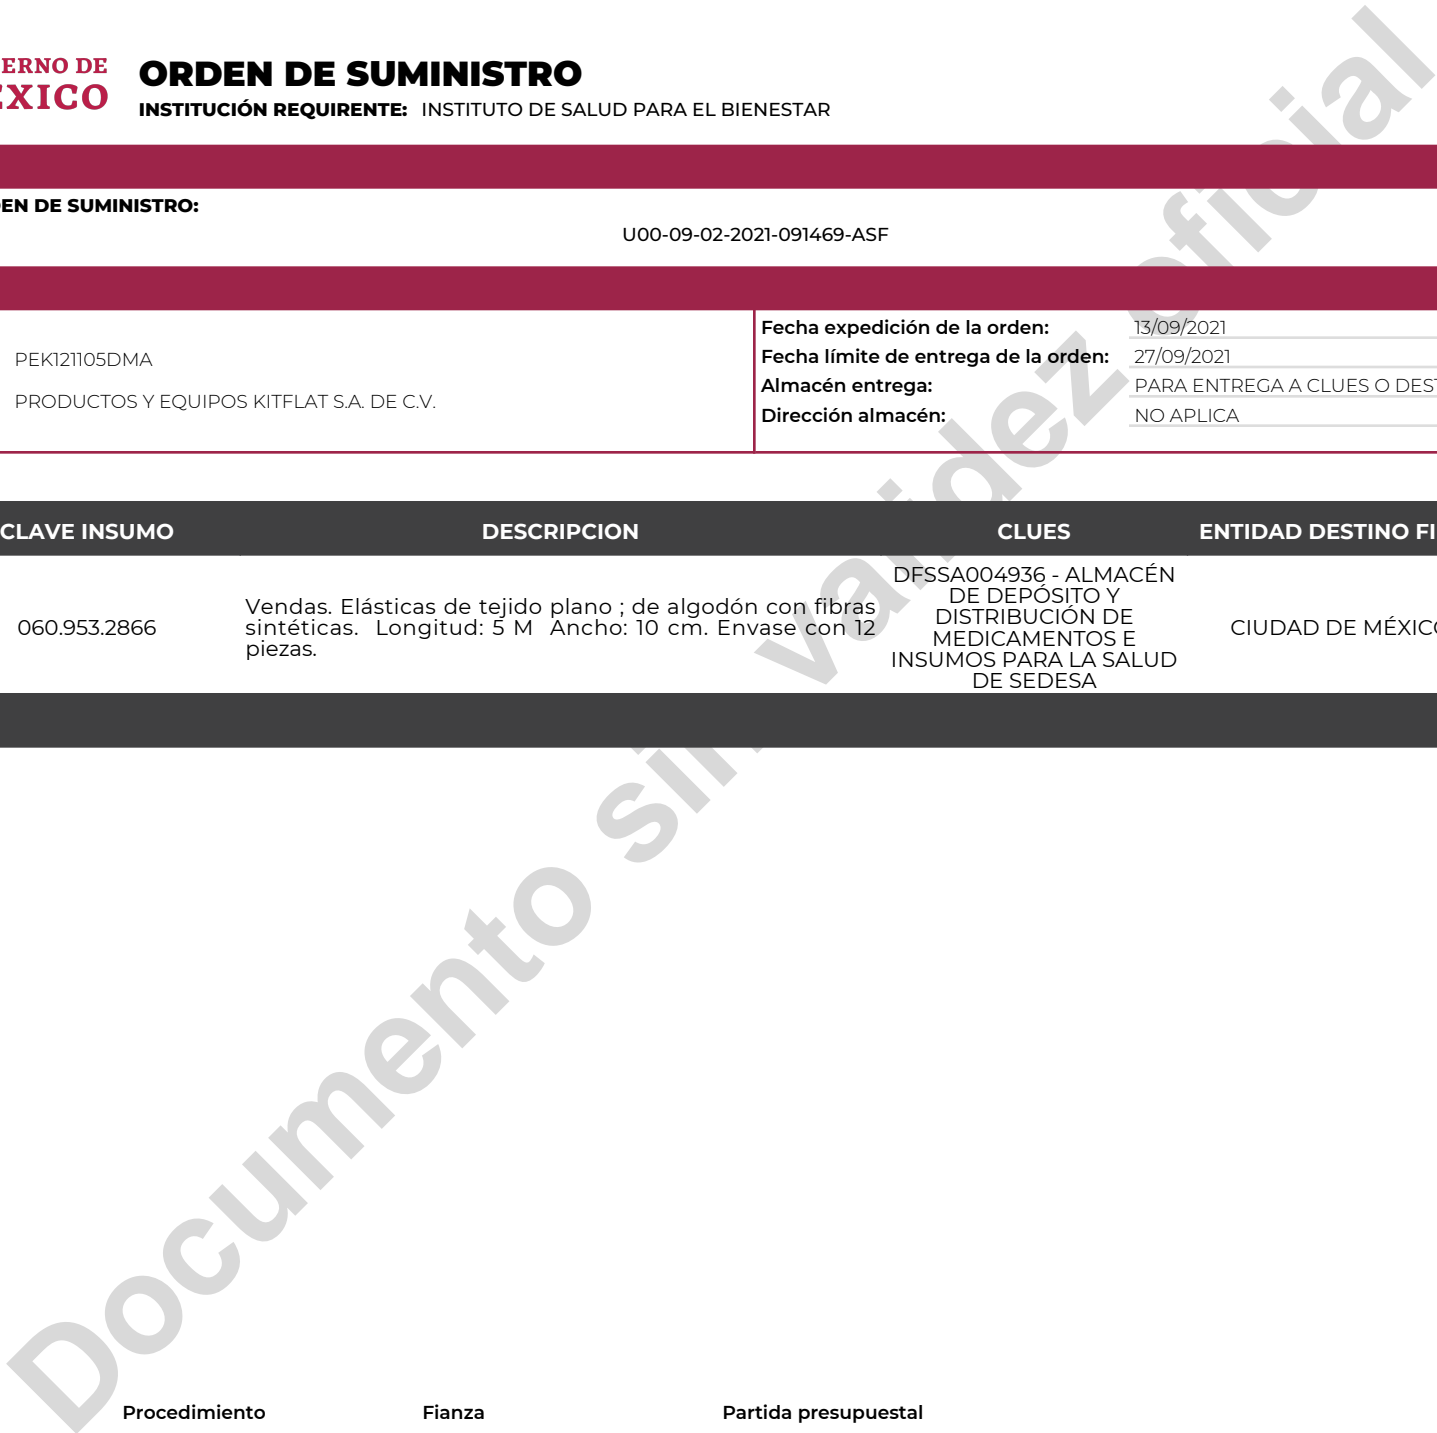 ERNO DE
EXICO
ORDEN DE SUMINISTRO
INSTITUCIÓN REQUIRENTE: INSTITUTO DE SALUD PARA EL BIENESTAR
EN DE SUMINISTRO:
U00-09-02-2021-091469-ASF
PEK121105DMA
PRODUCTOS Y EQUIPOS KITFLAT S.A. DE C.V.
Fecha expedición de la orden: 13/09/2021
Fecha límite de entrega de la orden: 27/09/2021
Almacén entrega: PARA ENTREGA A CLUES O DEST
Dirección almacén: NO APLICA
CLAVE INSUMO DESCRIPCION CLUES ENTIDAD DESTINO FI
060.953.2866
Vendas. Elásticas de tejido plano ; de algodón con fibras
sintéticas. Longitud: 5 M Ancho: 10 cm. Envase con 12
piezas.
DFSSA004936 - ALMACÉN
DE DEPÓSITO Y
DISTRIBUCIÓN DE
MEDICAMENTOS E
INSUMOS PARA LA SALUD
DE SEDESA
CIUDAD DE MÉXICO
Documento sin validez oficial
Procedimiento Fianza Partida presupuestal